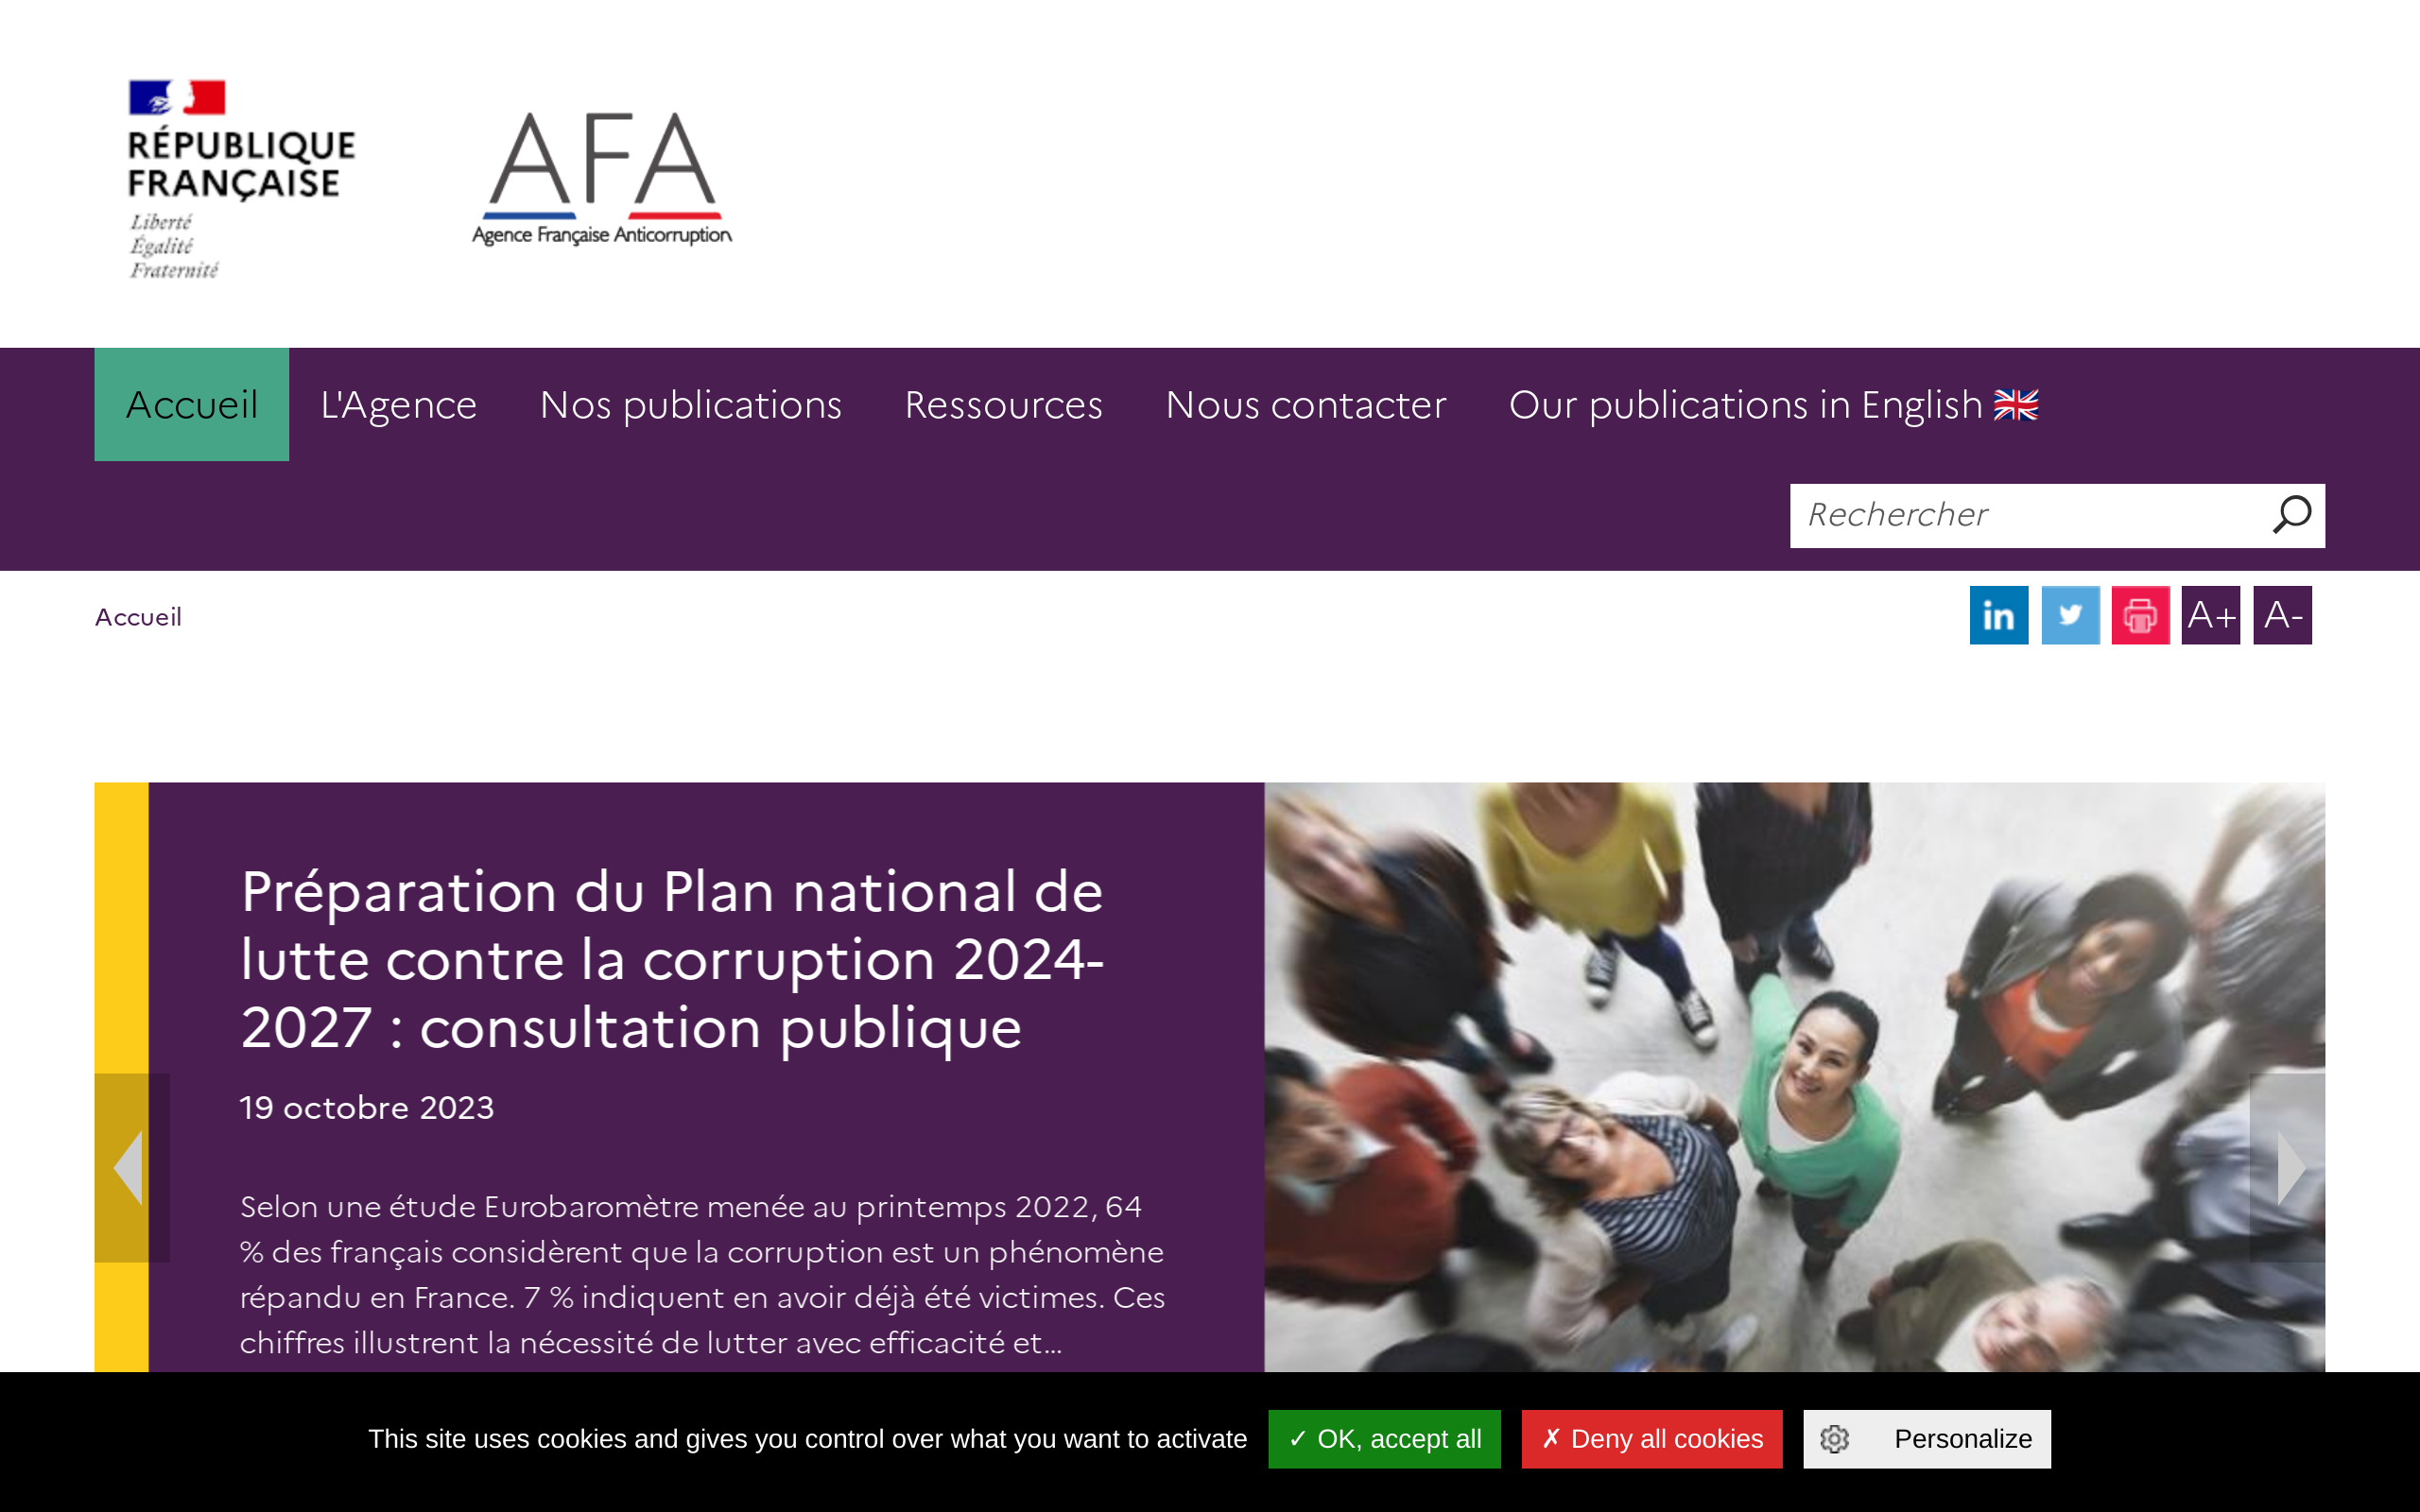 RÉPUBLIQUE
FRANÇAISE
Liberté
Égalité
Fraternité
AFA
Agence Française Anticorruption
Accueil
L'Agence
Nos publications
Ressources
Nous contacter
Our publications in English 🇬🇧
Rechercher
Accueil
in
A+
A-
Préparation du Plan national de
lutte contre la corruption 2024-
2027 : consultation publique
19 octobre 2023
Selon une étude Eurobaromètre menée au printemps 2022, 64
% des français considèrent que la corruption est un phénomène
répandu en France. 7 % indiquent en avoir déjà été victimes. Ces
chiffres illustrent la nécessité de lutter avec efficacité et…
This site uses cookies and gives you control over what you want to activate
✓ OK, accept all
✗ Deny all cookies
Personalize